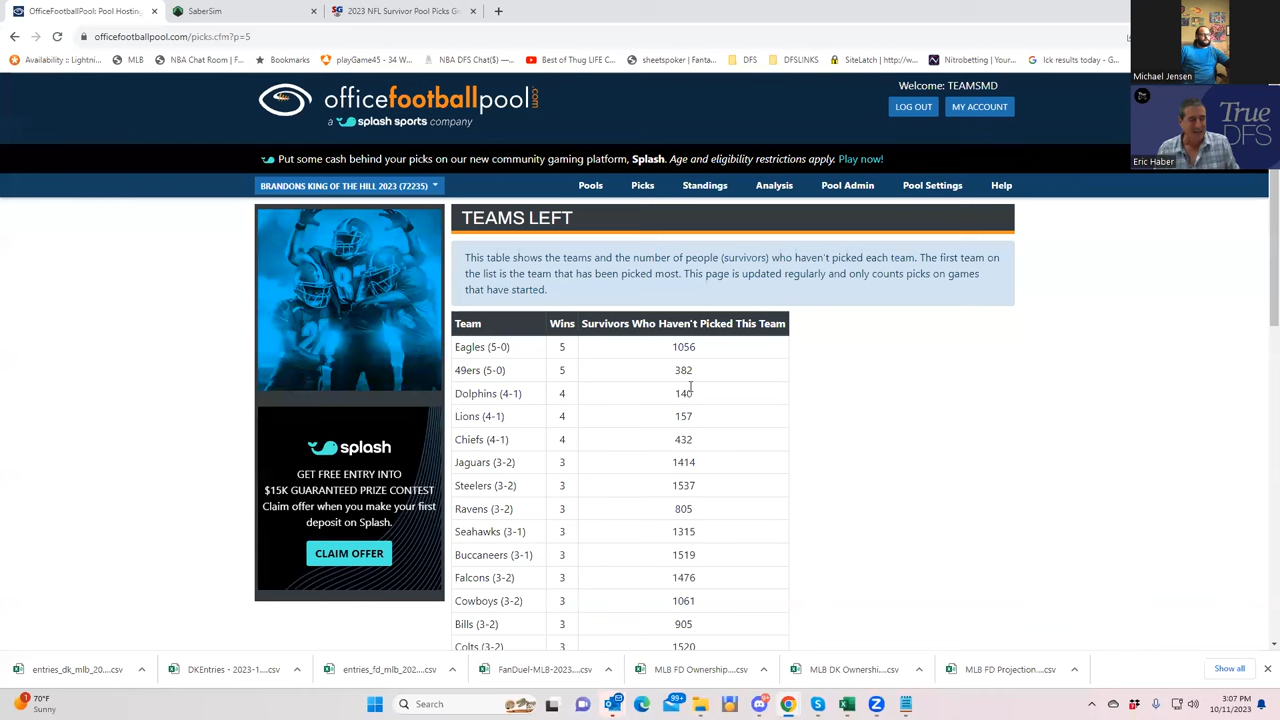 OfficeFootballPool: Pool Hosting
SaberSim
2023 NFL Survivor Pool Picks Gr
officefootballpool.com/picks.cfm?p=5
Availability :: Lightni...
MLB
NBA Chat Room | Pl...
Bookmarks
playGame45 - 34 W...
NBA DFS Chat($) —...
Best of Thug LIFE C...
sheetspoker | Fanta...
DFS
DFSLINKS
SiteLatch | http://w...
Nitrobetting | Your...
lck results today - G...
Michael Jensen
True
DFS
Eric Haber
officefootballpool.com
a splash sports company
Welcome: TEAMSMD
LOG OUT
MY ACCOUNT
Put some cash behind your picks on our new community gaming platform, Splash. Age and eligibility restrictions apply. Play now!
BRANDONS KING OF THE HILL 2023 (72235)
Pools
Picks
Standings
Analysis
Pool Admin
Pool Settings
Help
TEAMS LEFT
This table shows the teams and the number of people (survivors) who haven't picked each team. The first team on
the list is the team that has been picked most. This page is updated regularly and only counts picks on games
that have started.
Team Wins Survivors Who Haven't Picked This Team
Eagles (5-0) 5 1056
49ers (5-0) 5 382
Dolphins (4-1) 4 140
Lions (4-1) 4 157
Chiefs (4-1) 4 432
Jaguars (3-2) 3 1414
Steelers (3-2) 3 1537
Ravens (3-2) 3 805
Seahawks (3-1) 3 1315
Buccaneers (3-1) 3 1519
Falcons (3-2) 3 1476
Cowboys (3-2) 3 1061
Bills (3-2) 3 905
Colts (3-2) 3 1520
splash
GET FREE ENTRY INTO
$15K GUARANTEED PRIZE CONTEST
Claim offer when you make your first
deposit on Splash.
CLAIM OFFER
entries_dk_mlb_20....csv
DKEntries - 2023-1....csv
entries_fd_mlb_202....csv
FanDuel-MLB-2023....csv
MLB FD Ownership....csv
MLB DK Ownershi....csv
MLB FD Projection....csv
Show all
70°F
Sunny
Search
99+
3:07 PM
10/11/2023